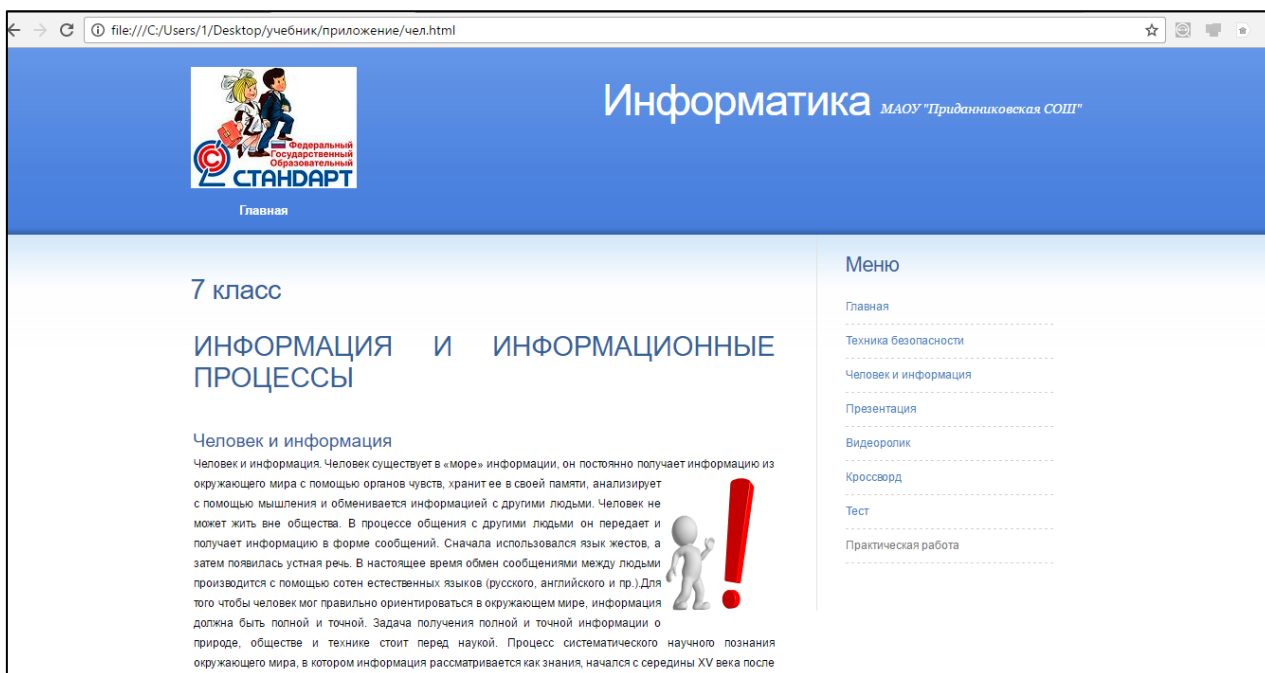 file:///C:/Users/1/Desktop/учебник/приложение/чел.html
Информатика МАОУ "Приданниковская СОШ"
Федеральный
Государственный
Образовательный
СТАНДАРТ
Главная
7 класс
ИНФОРМАЦИЯ И ИНФОРМАЦИОННЫЕ
ПРОЦЕССЫ
Человек и информация
Человек и информация. Человек существует в «море» информации, он постоянно получает информацию из
окружающего мира с помощью органов чувств, хранит ее в своей памяти, анализирует
с помощью мышления и обменивается информацией с другими людьми. Человек не
может жить вне общества. В процессе общения с другими людьми он передает и
получает информацию в форме сообщений. Сначала использовался язык жестов, а
затем появилась устная речь. В настоящее время обмен сообщениями между людьми
производится с помощью сотен естественных языков (русского, английского и пр.).Для
того чтобы человек мог правильно ориентироваться в окружающем мире, информация
должна быть полной и точной. Задача получения полной и точной информации о
природе, обществе и технике стоит перед наукой. Процесс систематического научного познания
окружающего мира, в котором информация рассматривается как знания, начался с середины XV века после
Меню
Главная
Техника безопасности
Человек и информация
Презентация
Видеоролик
Кроссворд
Тест
Практическая работа